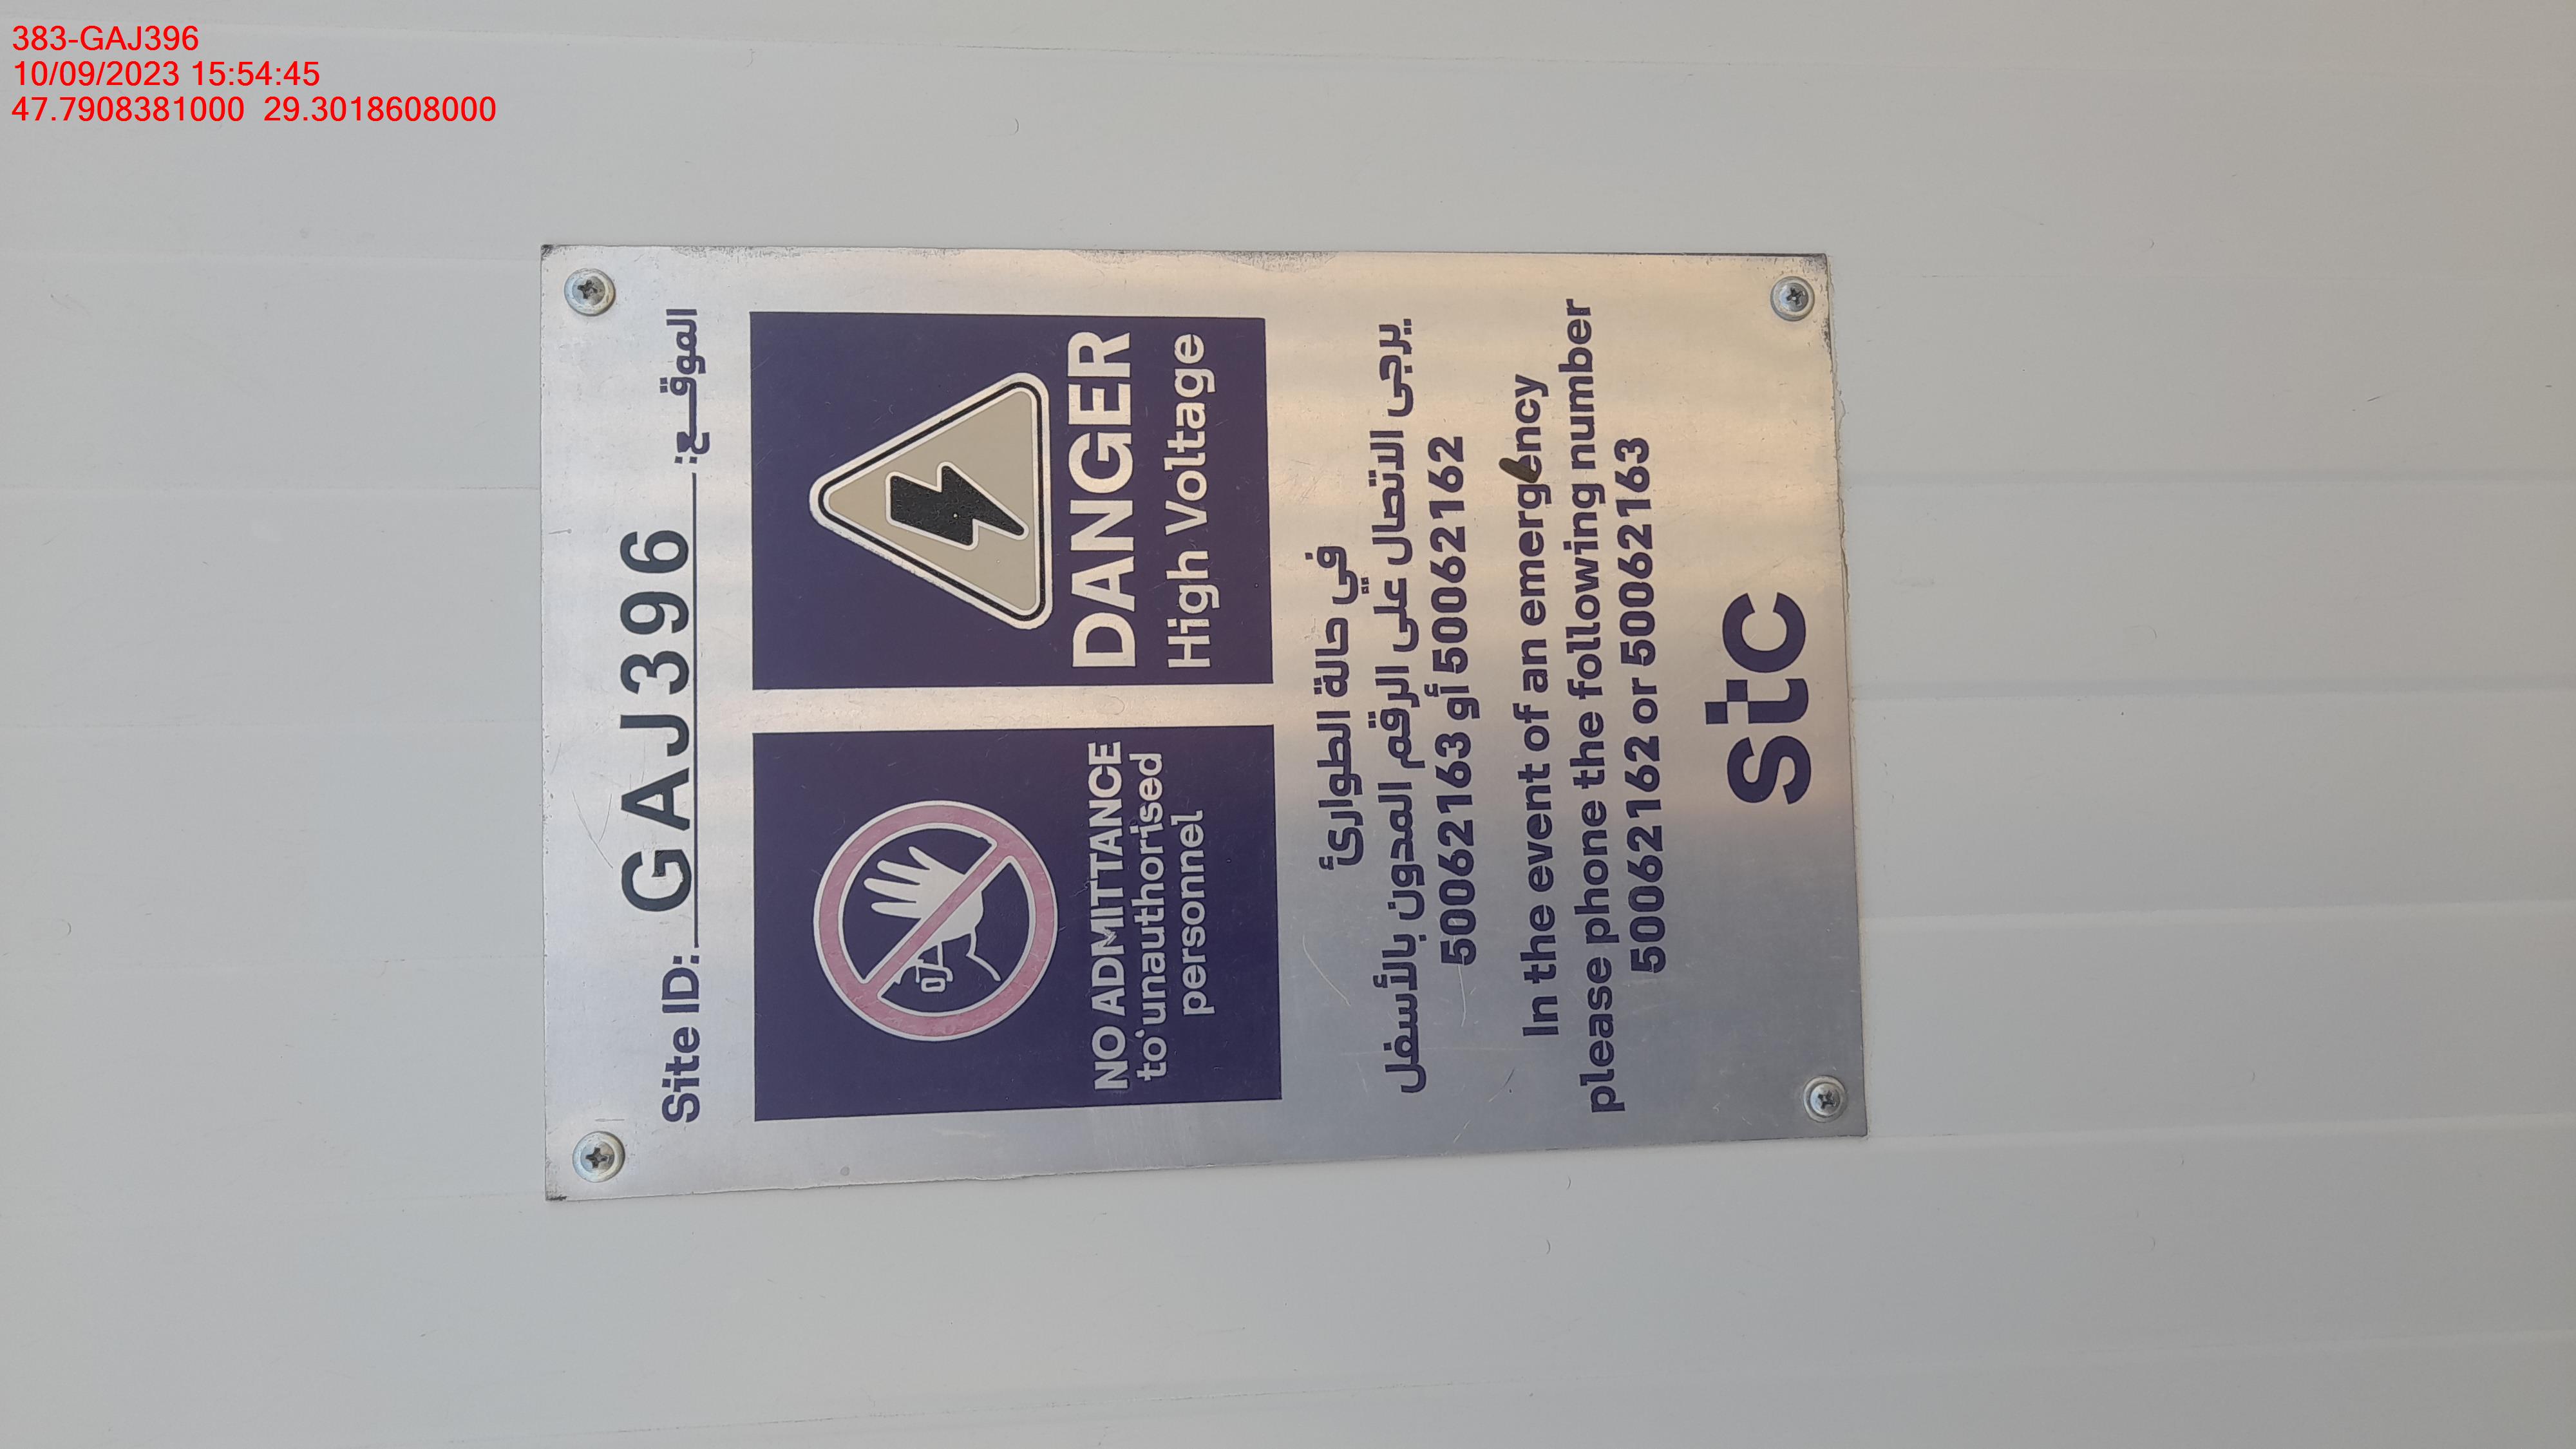 383-GAJ396
10/09/2023 15:54:45
47.7908381000 29.3018608000
Site ID: GAJ396 الموقــع:
NO ADMITTANCE
to unauthorised
personnel
DANGER
High Voltage
في حالة الطوارئ
يرجى الاتصال على الرقم المدون بالأسفل
50062163 أو 50062162
In the event of an emergency
please phone the following number
50062162 or 50062163
stc